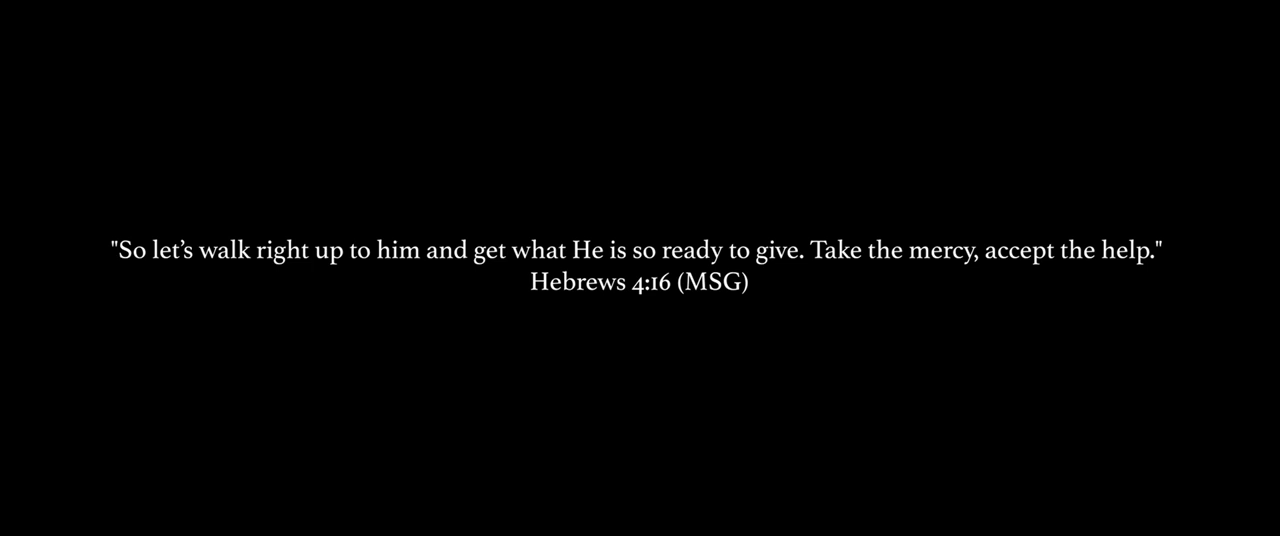 "So let’s walk right up to him and get what He is so ready to give. Take the mercy, accept the help."
Hebrews 4:16 (MSG)